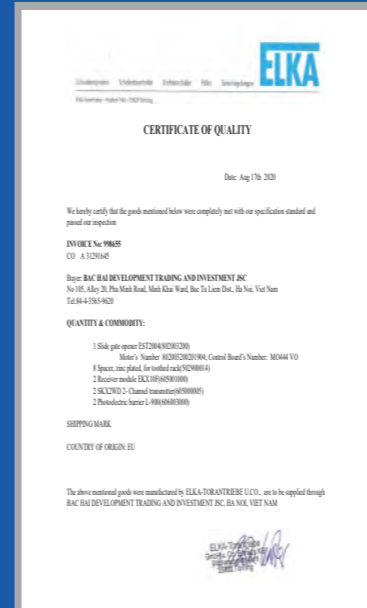 ELKA
CERTIFICATE OF QUALITY
Date: Aug 17th 2020
We hereby certify that the goods mentioned below were completely met with our specification standard and
passed our inspection
INVOICE No: 998655
CO A 31291645
Buyer: BAC HAI DEVELOPMENT TRADING AND INVESTMENT JSC
No 105, Alley 20, Phu Minh Road, Minh Khai Ward, Bac Tu Liem Dist., Ha Noi, Viet Nam
Tel:84-4-3565-9620
QUANTITY & COMMODITY:
1 Slide gate opener EST2004(802003200)
Motor's Number 802003200201904; Control Board's Number: MO444 VO
8 Spacer, zinc plated, for toothed rack(502900014)
2 Receiver module EKX10F(605001000)
2 SKX2WD 2- Channel transmitter(605000005)
2 Photoelectric barrier L-900(606003000)
SHIPPING MARK
COUNTRY OF ORIGIN: EU
The above mentioned goods were manufactured by ELKA-TORANTRIEBE U.CO., are to be supplied through
BAC HAI DEVELOPMENT TRADING AND INVESTMENT JSC, HA NOI, VIET NAM